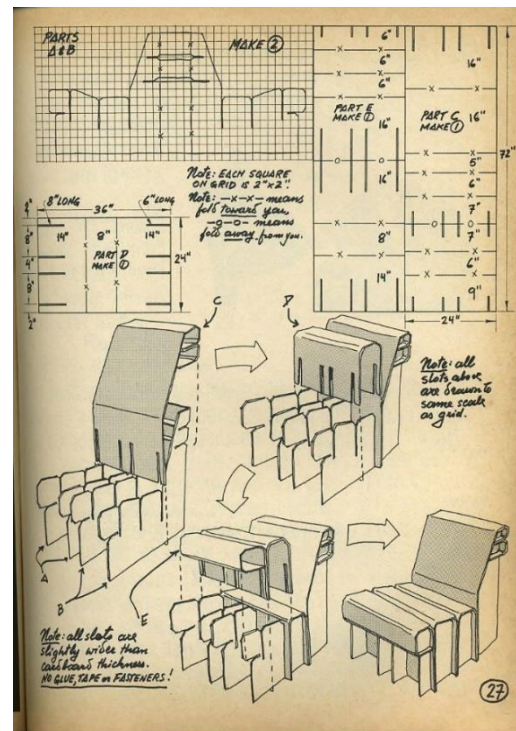 PARTS
A & B
MAKE ②
Note: EACH SQUARE
ON GRID IS 2"x2".
Note: —x—x— means
fold toward you,
—o—o— means
fold away from you.
8" LONG
36"
6" LONG
2"
8"
4"
8"
2"
14"
8"
14"
PART D
MAKE ①
24"
6"
6"
6"
PART E
MAKE ①
16"
16"
8"
14"
16"
PART C
MAKE ①
16"
5"
6"
7"
7"
6"
9"
72"
24"
C
D
Note: all
slots above
are drawn to
same scale
as grid.
A
B
E
Note: all slots are
slightly wider than
cardboard thickness.
NO GLUE, TAPE or FASTENERS!
27